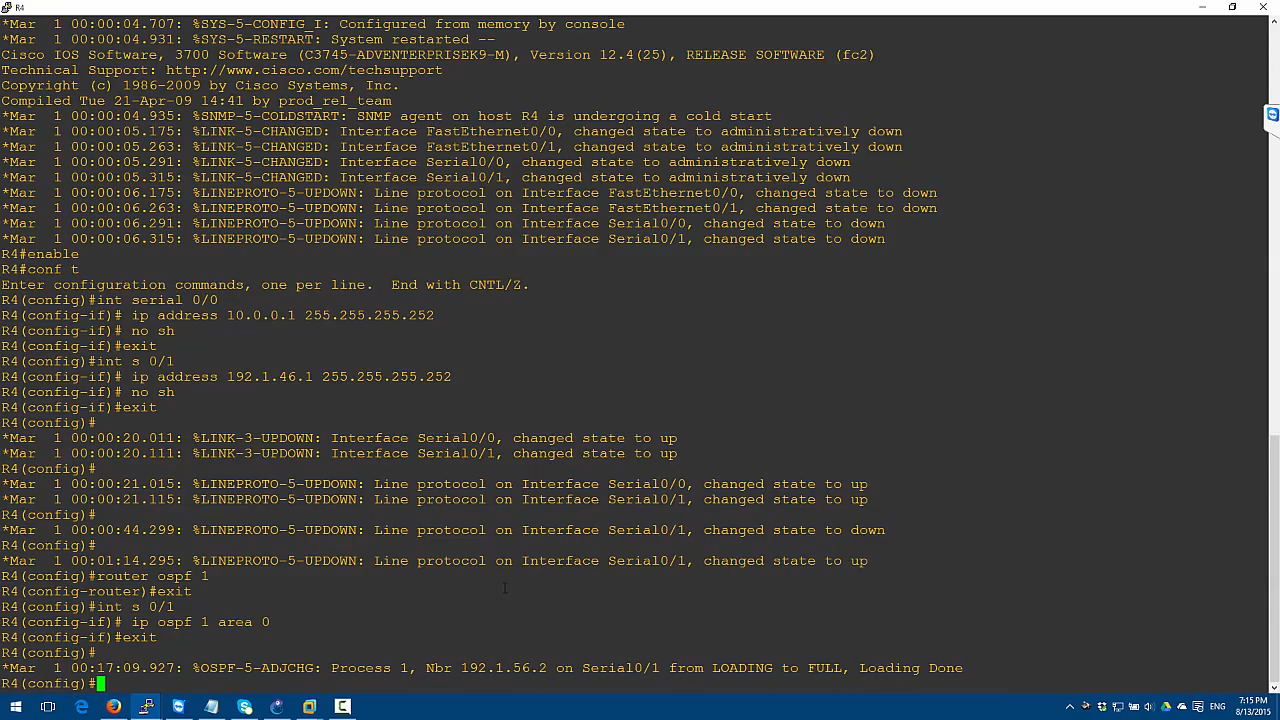 R4
*Mar  1 00:00:04.707: %SYS-5-CONFIG_I: Configured from memory by console
*Mar  1 00:00:04.931: %SYS-5-RESTART: System restarted --
Cisco IOS Software, 3700 Software (C3745-ADVENTERPRISEK9-M), Version 12.4(25), RELEASE SOFTWARE (fc2)
Technical Support: http://www.cisco.com/techsupport
Copyright (c) 1986-2009 by Cisco Systems, Inc.
Compiled Tue 21-Apr-09 14:41 by prod_rel_team
*Mar  1 00:00:04.935: %SNMP-5-COLDSTART: SNMP agent on host R4 is undergoing a cold start
*Mar  1 00:00:05.175: %LINK-5-CHANGED: Interface FastEthernet0/0, changed state to administratively down
*Mar  1 00:00:05.263: %LINK-5-CHANGED: Interface FastEthernet0/1, changed state to administratively down
*Mar  1 00:00:05.291: %LINK-5-CHANGED: Interface Serial0/0, changed state to administratively down
*Mar  1 00:00:05.315: %LINK-5-CHANGED: Interface Serial0/1, changed state to administratively down
*Mar  1 00:00:06.175: %LINEPROTO-5-UPDOWN: Line protocol on Interface FastEthernet0/0, changed state to down
*Mar  1 00:00:06.263: %LINEPROTO-5-UPDOWN: Line protocol on Interface FastEthernet0/1, changed state to down
*Mar  1 00:00:06.291: %LINEPROTO-5-UPDOWN: Line protocol on Interface Serial0/0, changed state to down
*Mar  1 00:00:06.315: %LINEPROTO-5-UPDOWN: Line protocol on Interface Serial0/1, changed state to down
R4#enable
R4#conf t
Enter configuration commands, one per line.  End with CNTL/Z.
R4(config)#int serial 0/0
R4(config-if)# ip address 10.0.0.1 255.255.255.252
R4(config-if)# no sh
R4(config-if)#exit
R4(config)#int s 0/1
R4(config-if)# ip address 192.1.46.1 255.255.255.252
R4(config-if)# no sh
R4(config-if)#exit
R4(config)#
*Mar  1 00:00:20.011: %LINK-3-UPDOWN: Interface Serial0/0, changed state to up
*Mar  1 00:00:20.111: %LINK-3-UPDOWN: Interface Serial0/1, changed state to up
R4(config)#
*Mar  1 00:00:21.015: %LINEPROTO-5-UPDOWN: Line protocol on Interface Serial0/0, changed state to up
*Mar  1 00:00:21.115: %LINEPROTO-5-UPDOWN: Line protocol on Interface Serial0/1, changed state to up
R4(config)#
*Mar  1 00:00:44.299: %LINEPROTO-5-UPDOWN: Line protocol on Interface Serial0/1, changed state to down
R4(config)#
*Mar  1 00:01:14.295: %LINEPROTO-5-UPDOWN: Line protocol on Interface Serial0/1, changed state to up
R4(config)#router ospf 1
R4(config-router)#exit
R4(config)#int s 0/1
R4(config-if)# ip ospf 1 area 0
R4(config-if)#exit
R4(config)#
*Mar  1 00:17:09.927: %OSPF-5-ADJCHG: Process 1, Nbr 192.1.56.2 on Serial0/1 from LOADING to FULL, Loading Done
R4(config)#
ENG
7:15 PM
8/13/2015